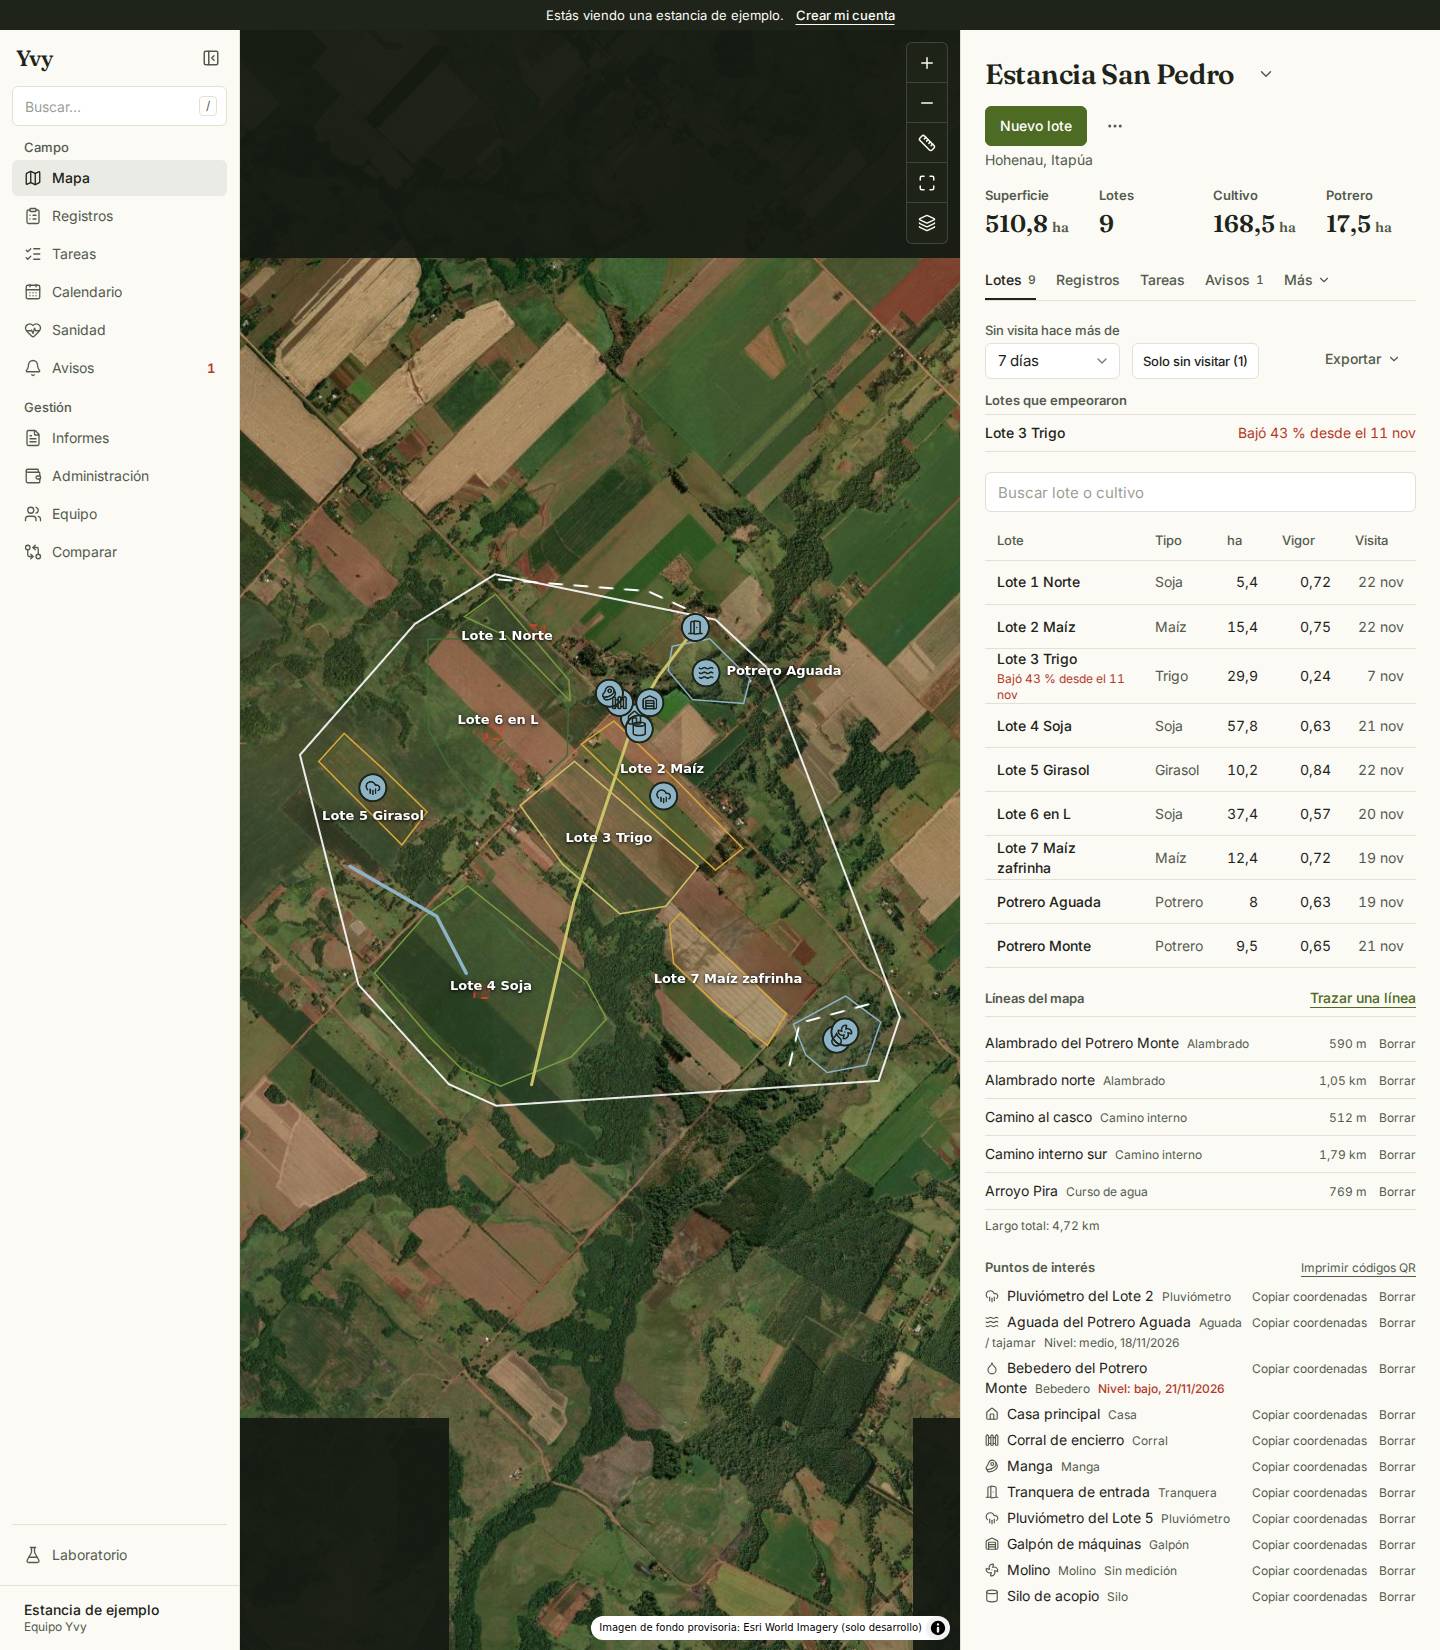 Estás viendo una estancia de ejemplo. Crear mi cuenta
Yvy
Buscar... /
Campo
Mapa
Registros
Tareas
Calendario
Sanidad
Avisos 1
Gestión
Informes
Administración
Equipo
Comparar
Laboratorio
Estancia de ejemplo
Equipo Yvy
Lote 1 Norte
Potrero Aguada
Lote 6 en L
Lote 2 Maíz
Lote 5 Girasol
Lote 3 Trigo
Lote 7 Maíz zafrinha
Lote 4 Soja
Imagen de fondo provisoria: Esri World Imagery (solo desarrollo)
Estancia San Pedro
Nuevo lote
Hohenau, Itapúa
Superficie Lotes Cultivo Potrero
510,8 ha 9 168,5 ha 17,5 ha
Lotes 9 Registros Tareas Avisos 1 Más
Sin visita hace más de
7 días Solo sin visitar (1) Exportar
Lotes que empeoraron
Lote 3 Trigo Bajó 43 % desde el 11 nov
Buscar lote o cultivo
Lote Tipo ha Vigor Visita
Lote 1 Norte Soja 5,4 0,72 22 nov
Lote 2 Maíz Maíz 15,4 0,75 22 nov
Lote 3 Trigo
Bajó 43 % desde el 11
nov
Trigo 29,9 0,24 7 nov
Lote 4 Soja Soja 57,8 0,63 21 nov
Lote 5 Girasol Girasol 10,2 0,84 22 nov
Lote 6 en L Soja 37,4 0,57 20 nov
Lote 7 Maíz
zafrinha
Maíz 12,4 0,72 19 nov
Potrero Aguada Potrero 8 0,63 19 nov
Potrero Monte Potrero 9,5 0,65 21 nov
Líneas del mapa Trazar una línea
Alambrado del Potrero Monte Alambrado 590 m Borrar
Alambrado norte Alambrado 1,05 km Borrar
Camino al casco Camino interno 512 m Borrar
Camino interno sur Camino interno 1,79 km Borrar
Arroyo Pira Curso de agua 769 m Borrar
Largo total: 4,72 km
Puntos de interés Imprimir códigos QR
Pluviómetro del Lote 2 Pluviómetro Copiar coordenadas Borrar
Aguada del Potrero Aguada Aguada Copiar coordenadas Borrar
/ tajamar Nivel: medio, 18/11/2026
Bebedero del Potrero Copiar coordenadas Borrar
Monte Bebedero Nivel: bajo, 21/11/2026
Casa principal Casa Copiar coordenadas Borrar
Corral de encierro Corral Copiar coordenadas Borrar
Manga Manga Copiar coordenadas Borrar
Tranquera de entrada Tranquera Copiar coordenadas Borrar
Pluviómetro del Lote 5 Pluviómetro Copiar coordenadas Borrar
Galpón de máquinas Galpón Copiar coordenadas Borrar
Molino Molino Sin medición Copiar coordenadas Borrar
Silo de acopio Silo Copiar coordenadas Borrar